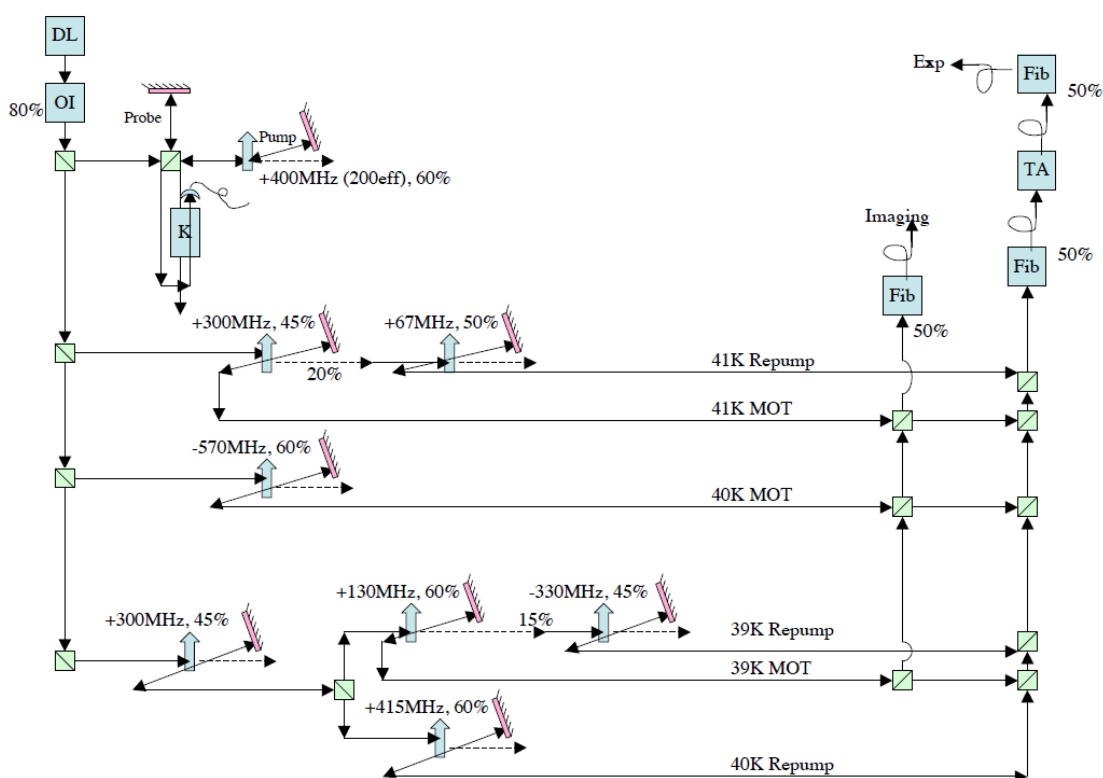 DL
OI
80%
Probe
Pump
+400MHz (200eff), 60%
K
Exp
Fib
50%
TA
Imaging
Fib
50%
Fib
50%
+300MHz, 45%
20%
+67MHz, 50%
41K Repump
41K MOT
-570MHz, 60%
40K MOT
+300MHz, 45%
+130MHz, 60%
15%
-330MHz, 45%
39K Repump
39K MOT
+415MHz, 60%
40K Repump